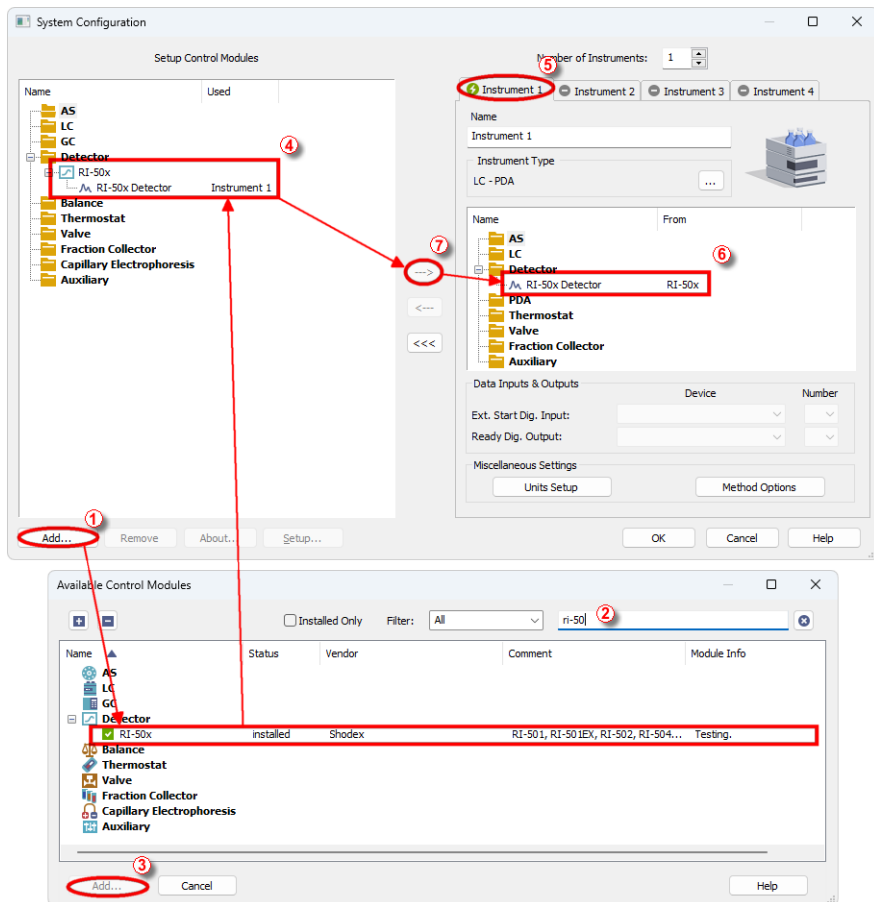 System Configuration
Setup Control Modules
Name Used
AS
LC
GC
Detector
RI-50x
RI-50x Detector Instrument 1
Balance
Thermostat
Valve
Fraction Collector
Capillary Electrophoresis
Auxiliary
④
⑦
--->
<---
<<<
①
Add... Remove About... Setup...
Number of Instruments: 1
⑤
Instrument 1 Instrument 2 Instrument 3 Instrument 4
Name
Instrument 1
Instrument Type
LC - PDA ...
Name From
AS
LC
⑥
Detector
RI-50x Detector RI-50x
PDA
Thermostat
Valve
Fraction Collector
Auxiliary
Data Inputs & Outputs
Device Number
Ext. Start Dig. Input:
Ready Dig. Output:
Miscellaneous Settings
Units Setup Method Options
OK Cancel Help
Available Control Modules
Installed Only Filter: All ri-50 ②
Name Status Vendor Comment Module Info
AS
LC
GC
Detector
RI-50x installed Shodex RI-501, RI-501EX, RI-502, RI-504... Testing.
Balance
Thermostat
Valve
Fraction Collector
Capillary Electrophoresis
Auxiliary
③
Add... Cancel Help